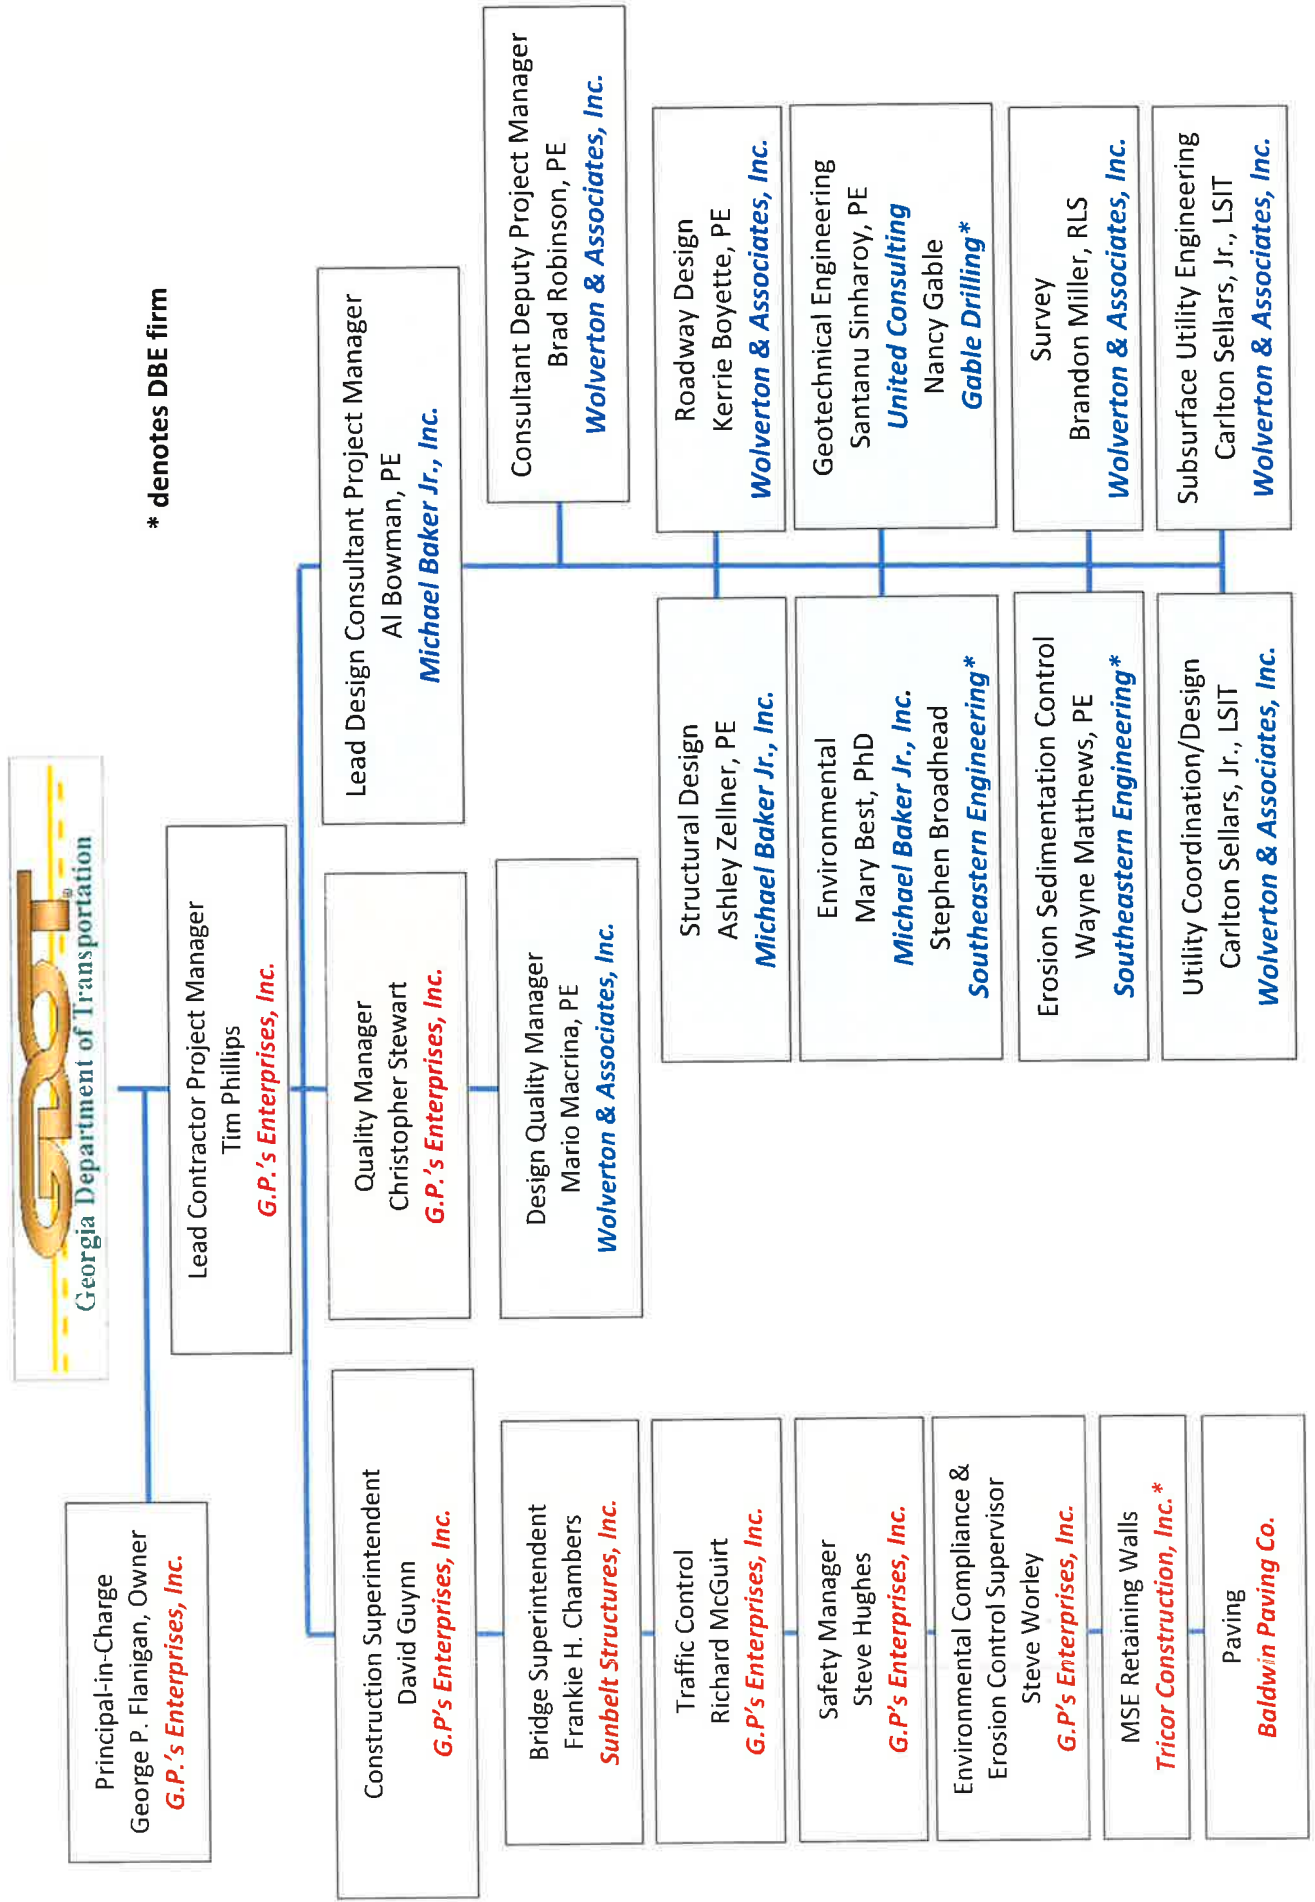 GDOT
Georgia Department of Transportation
* denotes DBE firm
Principal-in-Charge
George P. Flanigan, Owner
G.P.'s Enterprises, Inc.
Lead Contractor Project Manager
Tim Phillips
G.P.'s Enterprises, Inc.
Construction Superintendent
David Guynn
G.P's Enterprises, Inc.
Bridge Superintendent
Frankie H. Chambers
Sunbelt Structures, Inc.
Traffic Control
Richard McGuirt
G.P's Enterprises, Inc.
Safety Manager
Steve Hughes
G.P's Enterprises, Inc.
Environmental Compliance &
Erosion Control Supervisor
Steve Worley
G.P's Enterprises, Inc.
MSE Retaining Walls
Tricor Construction, Inc.*
Paving
Baldwin Paving Co.
Quality Manager
Christopher Stewart
G.P.'s Enterprises, Inc.
Design Quality Manager
Mario Macrina, PE
Wolverton & Associates, Inc.
Lead Design Consultant Project Manager
Al Bowman, PE
Michael Baker Jr., Inc.
Consultant Deputy Project Manager
Brad Robinson, PE
Wolverton & Associates, Inc.
Structural Design
Ashley Zellner, PE
Michael Baker Jr., Inc.
Roadway Design
Kerrie Boyette, PE
Wolverton & Associates, Inc.
Environmental
Mary Best, PhD
Michael Baker Jr., Inc.
Stephen Broadhead
Southeastern Engineering*
Geotechnical Engineering
Santanu Sinharoy, PE
United Consulting
Nancy Gable
Gable Drilling*
Erosion Sedimentation Control
Wayne Matthews, PE
Southeastern Engineering*
Survey
Brandon Miller, RLS
Wolverton & Associates, Inc.
Utility Coordination/Design
Carlton Sellars, Jr., LSIT
Wolverton & Associates, Inc.
Subsurface Utility Engineering
Carlton Sellars, Jr., LSIT
Wolverton & Associates, Inc.